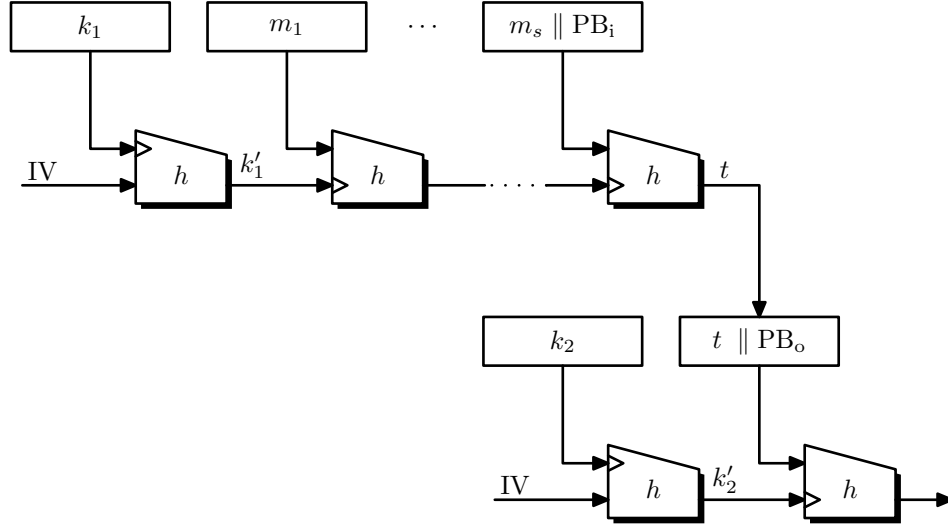 k₁ m₁ ··· mₛ ∥ PBᵢ
IV h k′₁ h ···· h t
k₂ t ∥ PBₒ
IV h k′₂ h